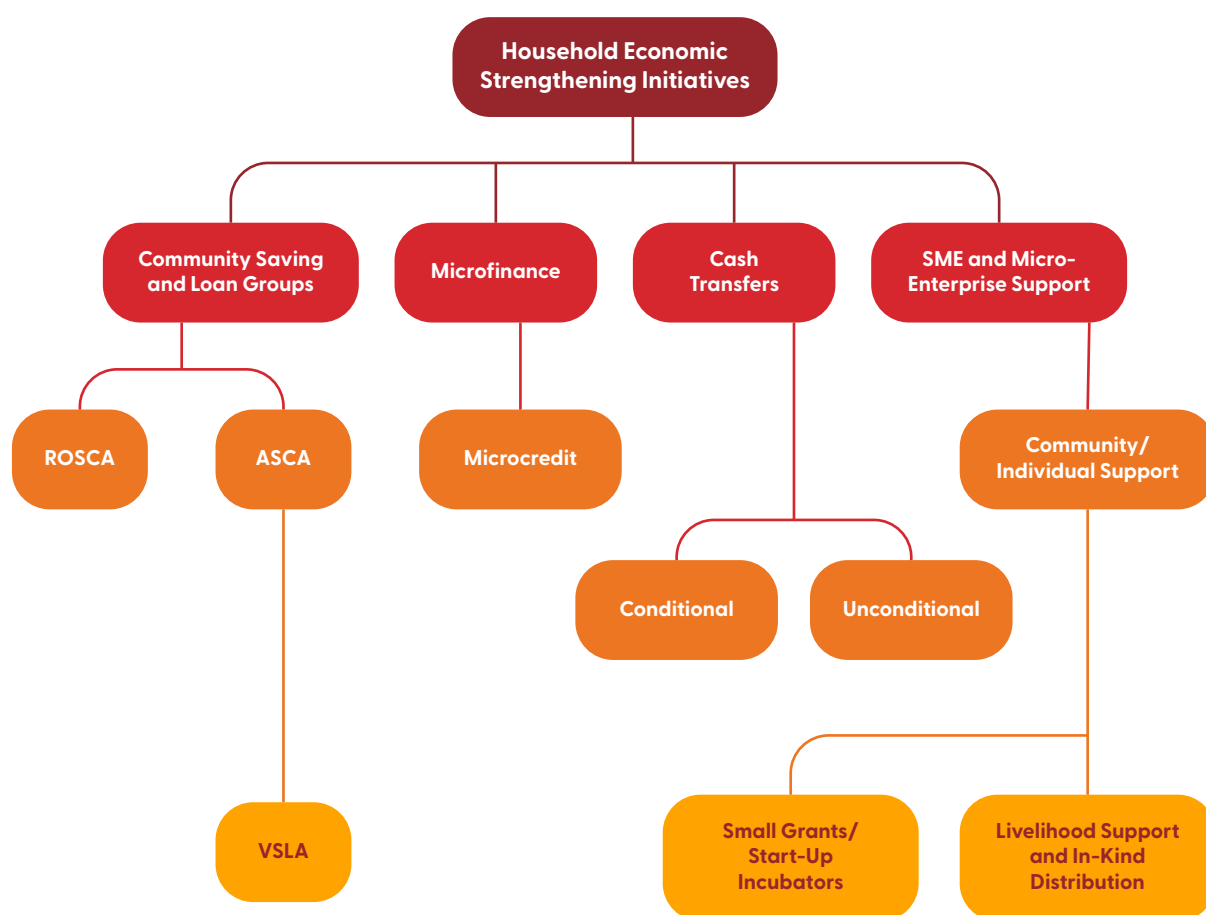 Household Economic
Strengthening Initiatives
Community Saving
and Loan Groups
Microfinance
Cash
Transfers
SME and Micro-
Enterprise Support
ROSCA
ASCA
Microcredit
Community/
Individual Support
Conditional
Unconditional
VSLA
Small Grants/
Start-Up
Incubators
Livelihood Support
and In-Kind
Distribution